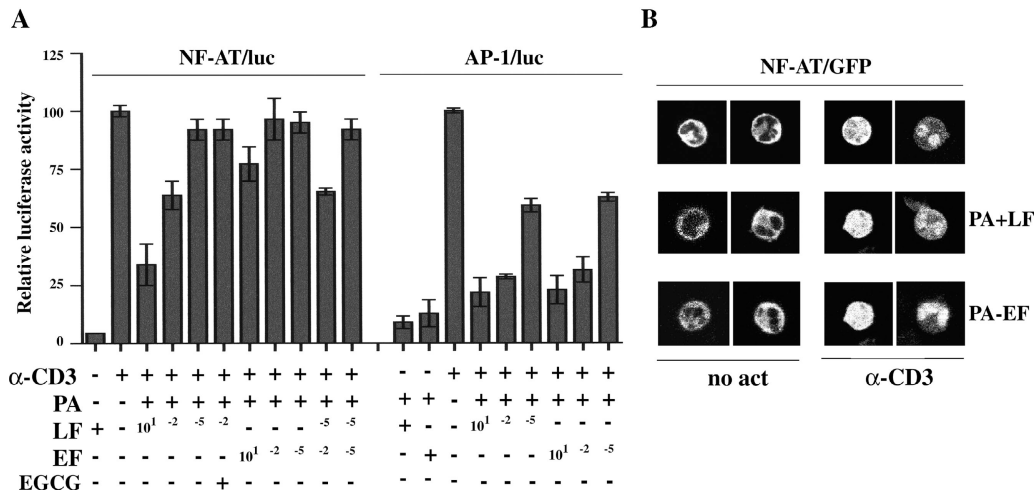 A
NF-AT/luc AP-1/luc
Relative luciferase activity
125
100
75
50
25
0
α-CD3 - + + + + + + + + + + - - + + + + + + +
PA - - + + + + + + + + + + + - + + + + + +
LF + - 10¹ -2 -5 -2 - - - -5 -5 + - - 10¹ -2 -5 - - -
EF - - - - - - 10¹ -2 -5 -2 -5 - + - - - - 10¹ -2 -5
EGCG - - - - - + - - - - - - - - - - - - - -
B
NF-AT/GFP
PA+LF
PA-EF
no act α-CD3